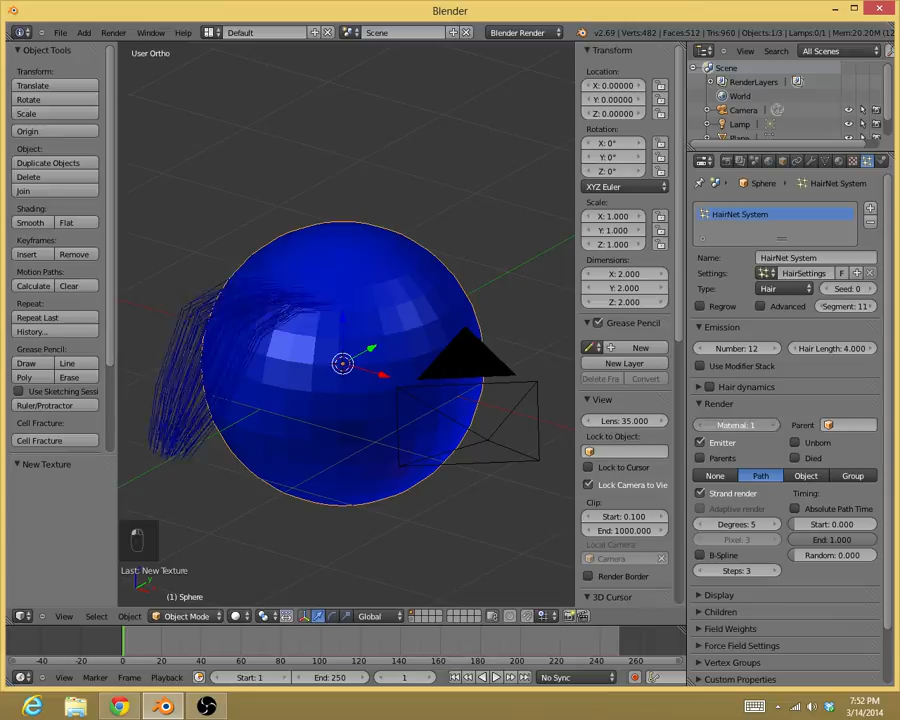 Blender
File Add Render Window Help Default Scene Blender Render v2.69 Verts:482 Faces:512 Tris:960 Objects:1/3 Lamps:0/1 Mem:20.20M
Object Tools
Transform:
Translate
Rotate
Scale
Origin
Object:
Duplicate Objects
Delete
Join
Shading:
Smooth Flat
Keyframes:
Insert Remove
Motion Paths:
Calculate Clear
Repeat:
Repeat Last
History...
Grease Pencil:
Draw Line
Poly Erase
Use Sketching Sessi
Ruler/Protractor
Cell Fracture:
Cell Fracture
New Texture
User Ortho
Last: New Texture
(1) Sphere
Transform
Location:
X: 0.00000
Y: 0.00000
Z: 0.00000
Rotation:
X: 0°
Y: 0°
Z: 0°
XYZ Euler
Scale:
X: 1.000
Y: 1.000
Z: 1.000
Dimensions:
X: 2.000
Y: 2.000
Z: 2.000
Grease Pencil
New
New Layer
Delete Fra Convert
View
Lens: 35.000
Lock to Object:
Lock to Cursor
Lock Camera to Vie
Clip:
Start: 0.100
End: 1000.000
Local Camera:
Camera
Render Border
3D Cursor
View Search All Scenes
Scene
RenderLayers
World
Camera
Lamp
Plane
Sphere HairNet System
HairNet System
Name: HairNet System
Settings: HairSettings F
Type: Hair Seed: 0
Regrow Advanced Segment: 11
Emission
Number: 12 Hair Length: 4.000
Use Modifier Stack
Hair dynamics
Render
Material: 1 Parent
Emitter Unborn
Parents Died
None Path Object Group
Strand render Timing:
Adaptive render Absolute Path Time
Degrees: 5 Start: 0.000
Pixel: 3 End: 1.000
B-Spline Random: 0.000
Steps: 3
Display
Children
Field Weights
Force Field Settings
Vertex Groups
Custom Properties
View Select Object Object Mode Global
-40 -20 0 20 40 60 80 100 120 140 160 180 200 220 240 260
View Marker Frame Playback Start: 1 End: 250 1 No Sync
7:52 PM
3/14/2014